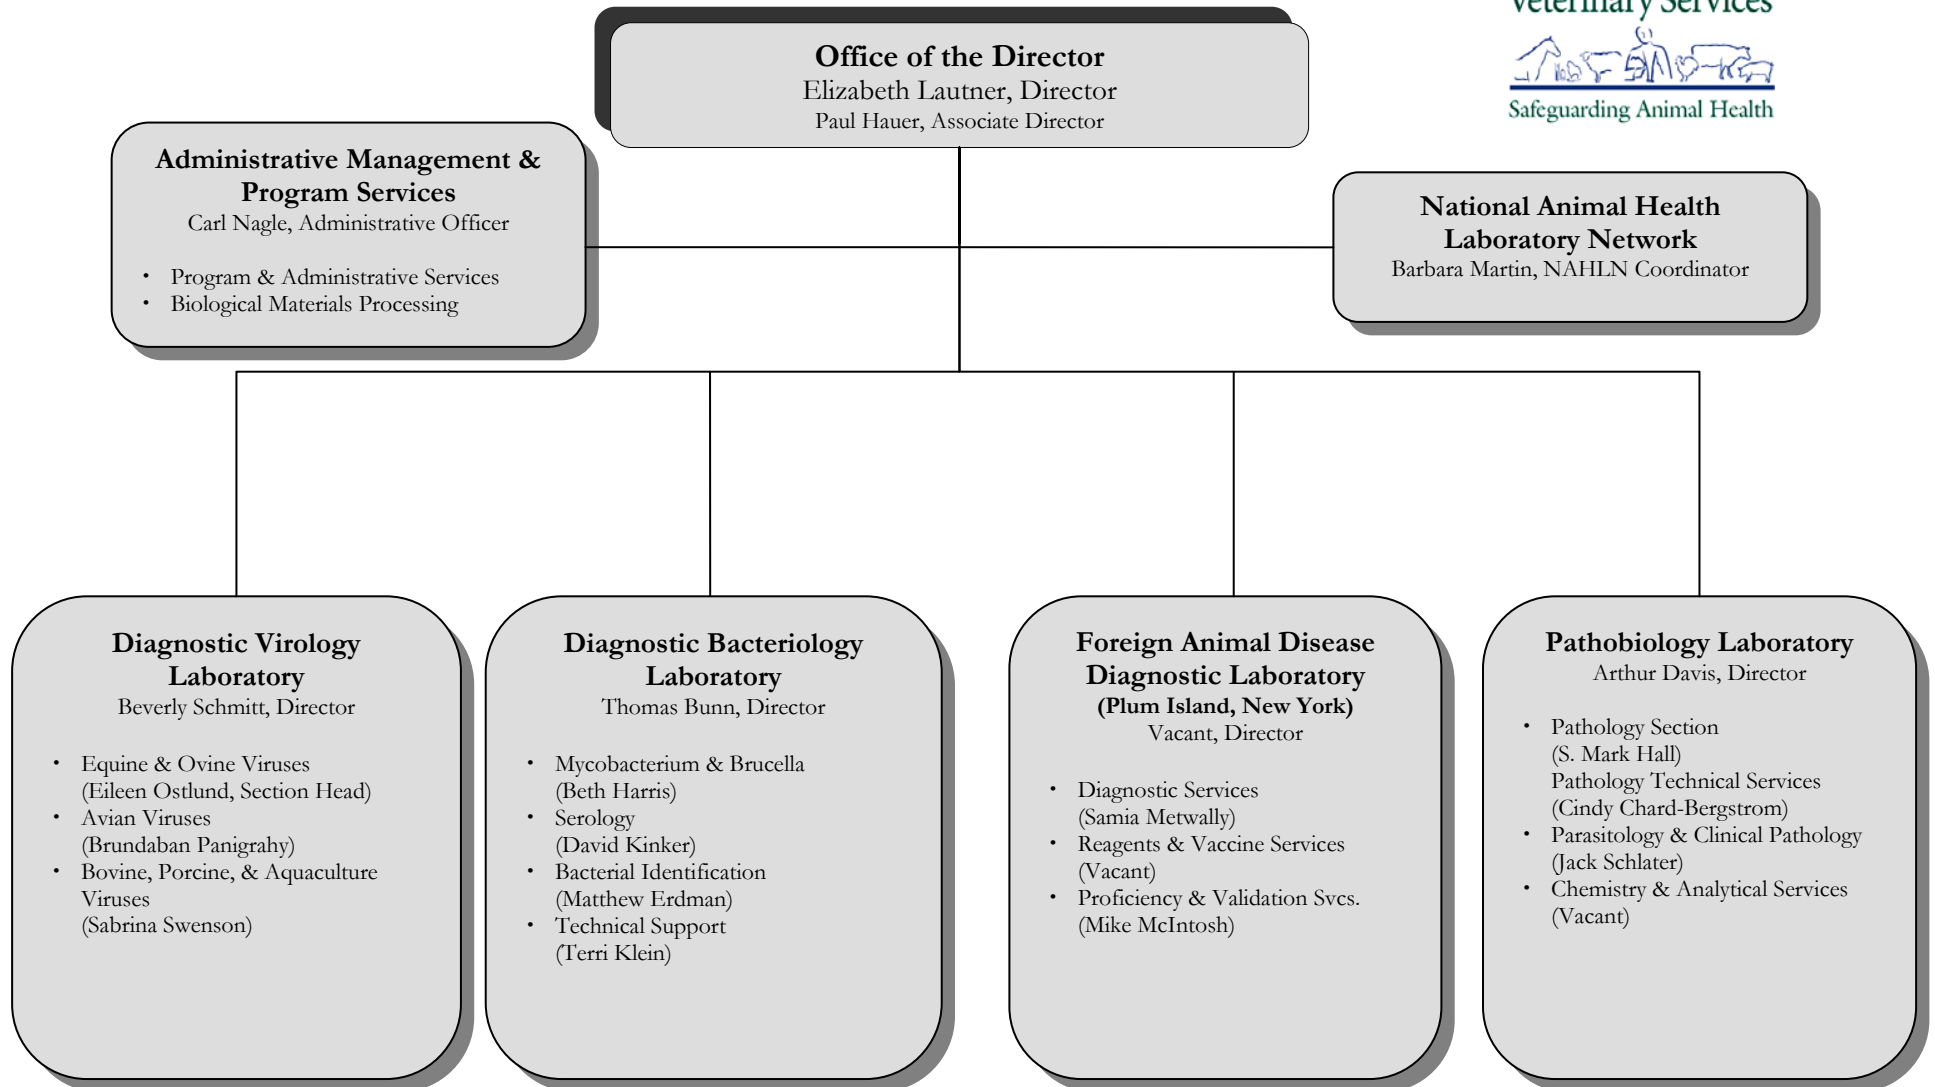 Veterinary Services
Safeguarding Animal Health
Office of the Director
Elizabeth Lautner, Director
Paul Hauer, Associate Director
Administrative Management &
Program Services
Carl Nagle, Administrative Officer
• Program & Administrative Services
• Biological Materials Processing
National Animal Health
Laboratory Network
Barbara Martin, NAHLN Coordinator
Diagnostic Virology
Laboratory
Beverly Schmitt, Director
• Equine & Ovine Viruses
(Eileen Ostlund, Section Head)
• Avian Viruses
(Brundaban Panigrahy)
• Bovine, Porcine, & Aquaculture
Viruses
(Sabrina Swenson)
Diagnostic Bacteriology
Laboratory
Thomas Bunn, Director
• Mycobacterium & Brucella
(Beth Harris)
• Serology
(David Kinker)
• Bacterial Identification
(Matthew Erdman)
• Technical Support
(Terri Klein)
Foreign Animal Disease
Diagnostic Laboratory
(Plum Island, New York)
Vacant, Director
• Diagnostic Services
(Samia Metwally)
• Reagents & Vaccine Services
(Vacant)
• Proficiency & Validation Svcs.
(Mike McIntosh)
Pathobiology Laboratory
Arthur Davis, Director
• Pathology Section
(S. Mark Hall)
Pathology Technical Services
(Cindy Chard-Bergstrom)
• Parasitology & Clinical Pathology
(Jack Schlater)
• Chemistry & Analytical Services
(Vacant)